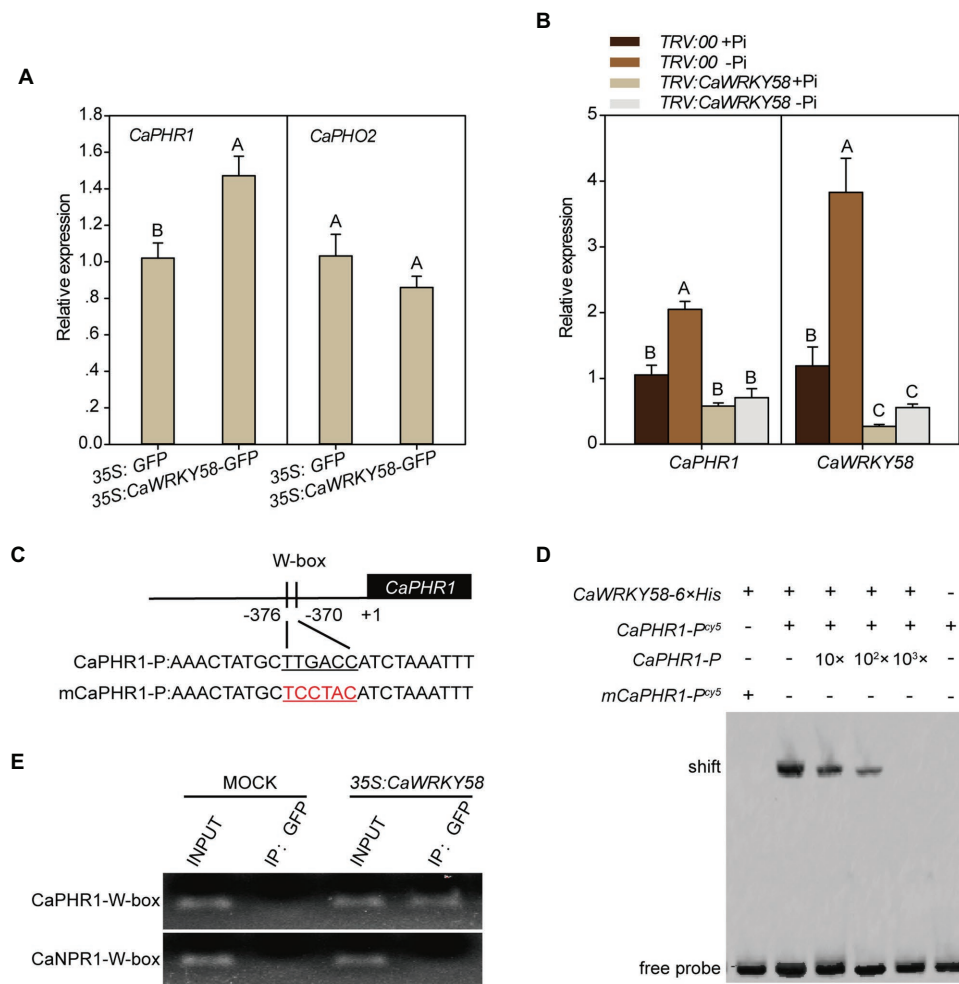 A
CaPHR1
CaPHO2
Relative expression
1.8
1.6
1.4
1.2
1.0
.8
.6
.4
.2
0.0
B
A
A
A
35S: GFP
35S:CaWRKY58-GFP
35S: GFP
35S:CaWRKY58-GFP
B
TRV:00 +Pi
TRV:00 -Pi
TRV:CaWRKY58+Pi
TRV:CaWRKY58 -Pi
Relative expression
5
4
3
2
1
0
B
A
B
B
B
A
C
C
CaPHR1
CaWRKY58
C
W-box
CaPHR1
-376
-370
+1
CaPHR1-P:AAACTATGCTTGACCATCTAAATTT
mCaPHR1-P:AAACTATGCTCCTACATCTAAATTT
D
CaWRKY58-6×His + + + + + -
CaPHR1-Pcy5 - + + + + +
CaPHR1-P - - 10× 10²× 10³× -
mCaPHR1-Pcy5 + - - - - -
shift
free probe
E
MOCK
35S:CaWRKY58
INPUT
IP: GFP
INPUT
IP: GFP
CaPHR1-W-box
CaNPR1-W-box